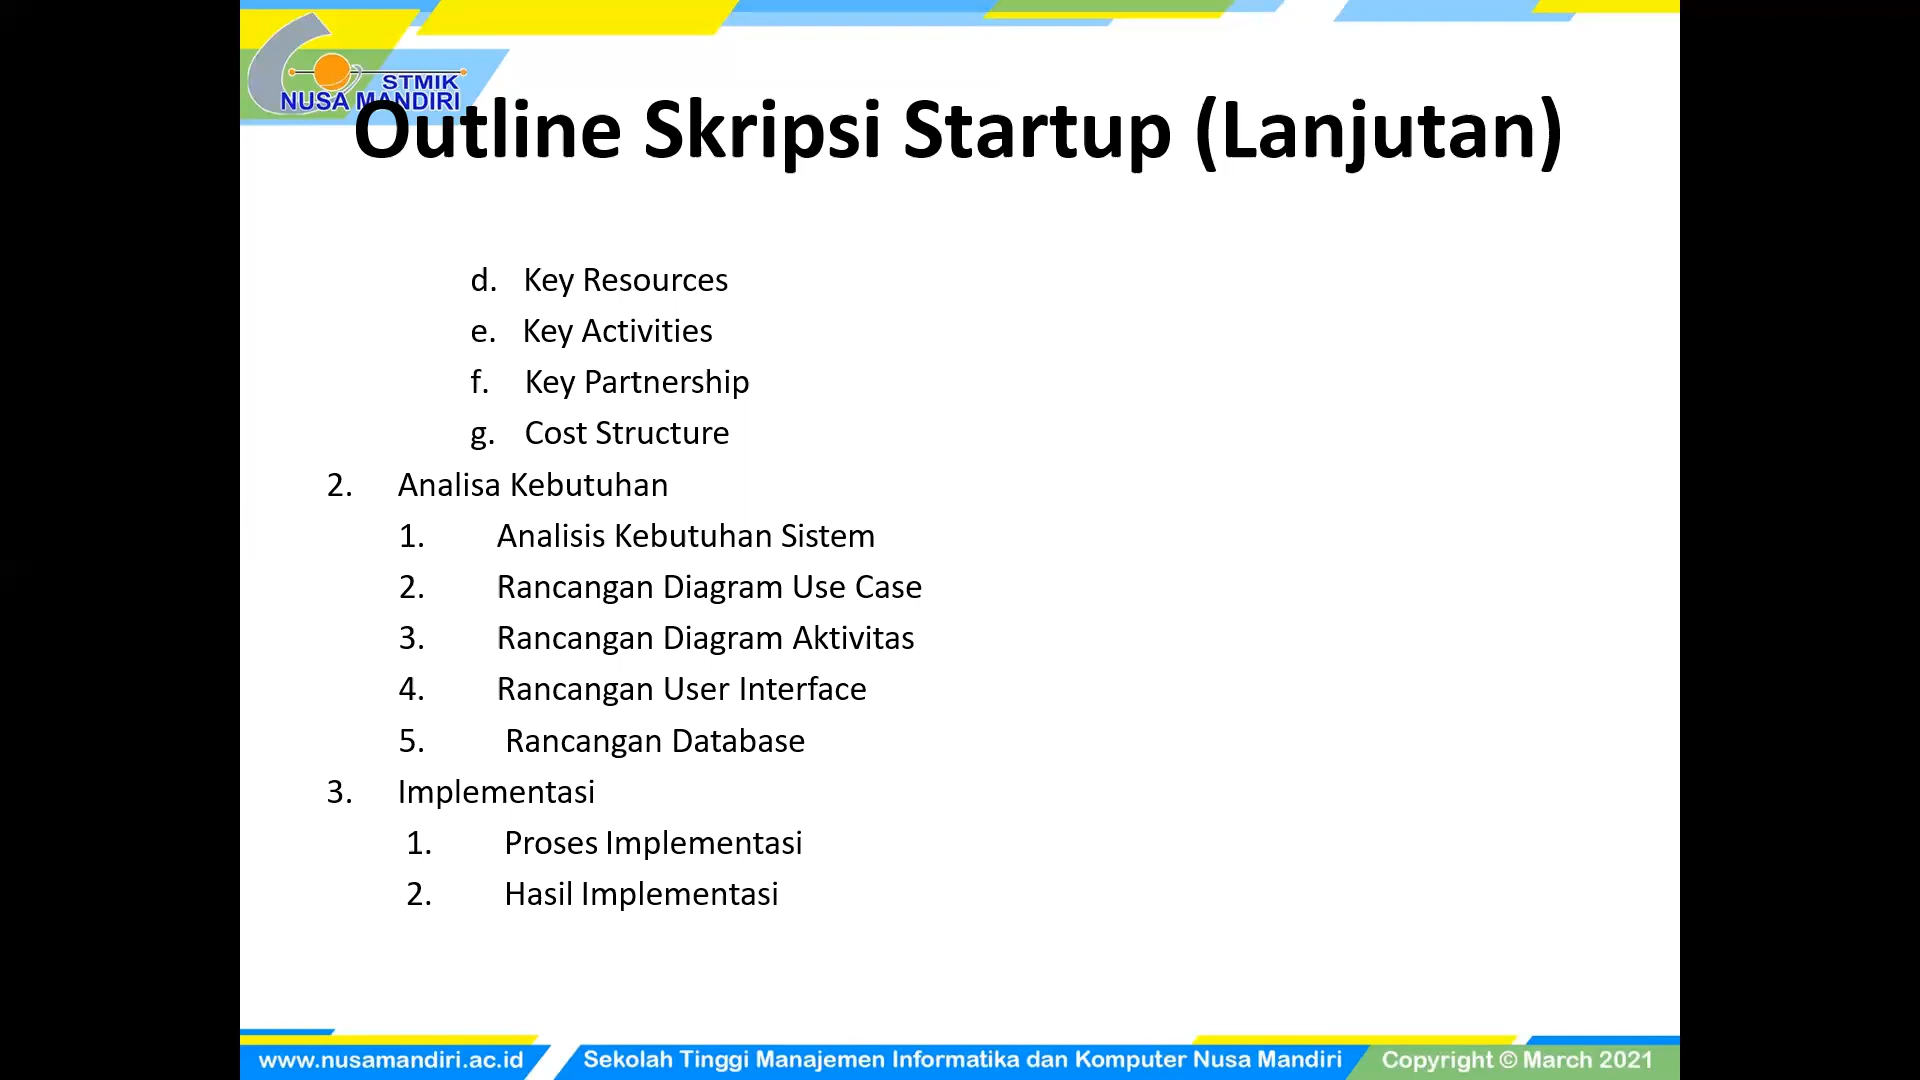 STMIK
NUSA MANDIRI
Outline Skripsi Startup (Lanjutan)
d. Key Resources
e. Key Activities
f. Key Partnership
g. Cost Structure
2. Analisa Kebutuhan
1. Analisis Kebutuhan Sistem
2. Rancangan Diagram Use Case
3. Rancangan Diagram Aktivitas
4. Rancangan User Interface
5. Rancangan Database
3. Implementasi
1. Proses Implementasi
2. Hasil Implementasi
www.nusamandiri.ac.id Sekolah Tinggi Manajemen Informatika dan Komputer Nusa Mandiri Copyright © March 2021